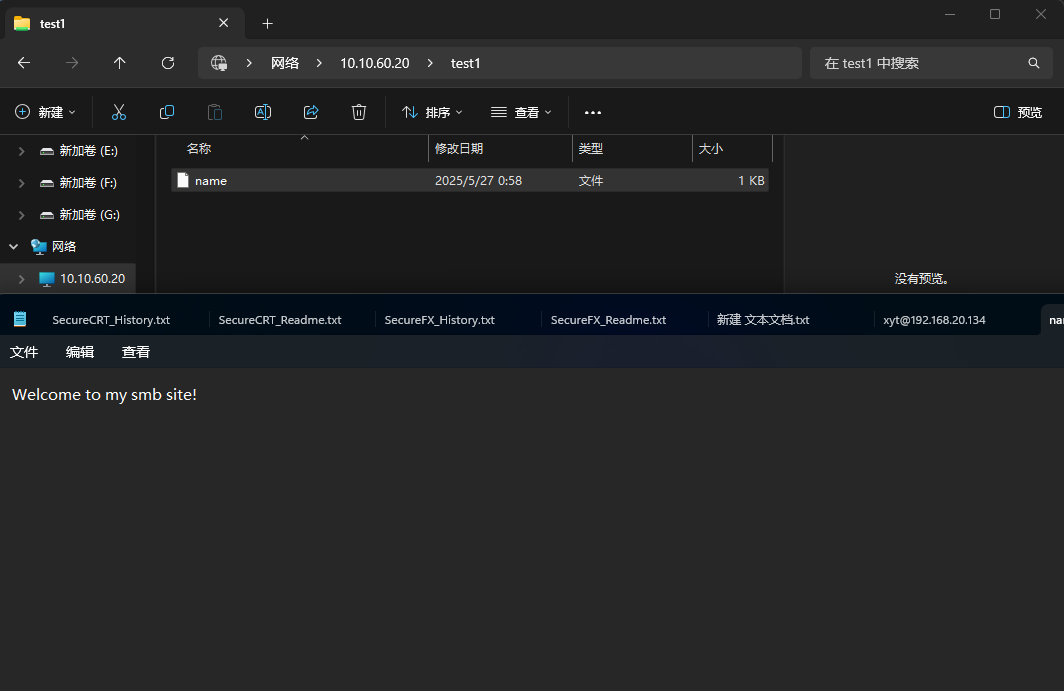 test1
网络 10.10.60.20 test1 在 test1 中搜索
新建 排序 查看 预览
名称 修改日期 类型 大小
新加卷 (E:)
name 2025/5/27 0:58 文件 1 KB
新加卷 (F:)
新加卷 (G:)
网络
10.10.60.20
没有预览。
SecureCRT_History.txt SecureCRT_Readme.txt SecureFX_History.txt SecureFX_Readme.txt 新建 文本文档.txt xyt@192.168.20.134 na
文件 编辑 查看
Welcome to my smb site!